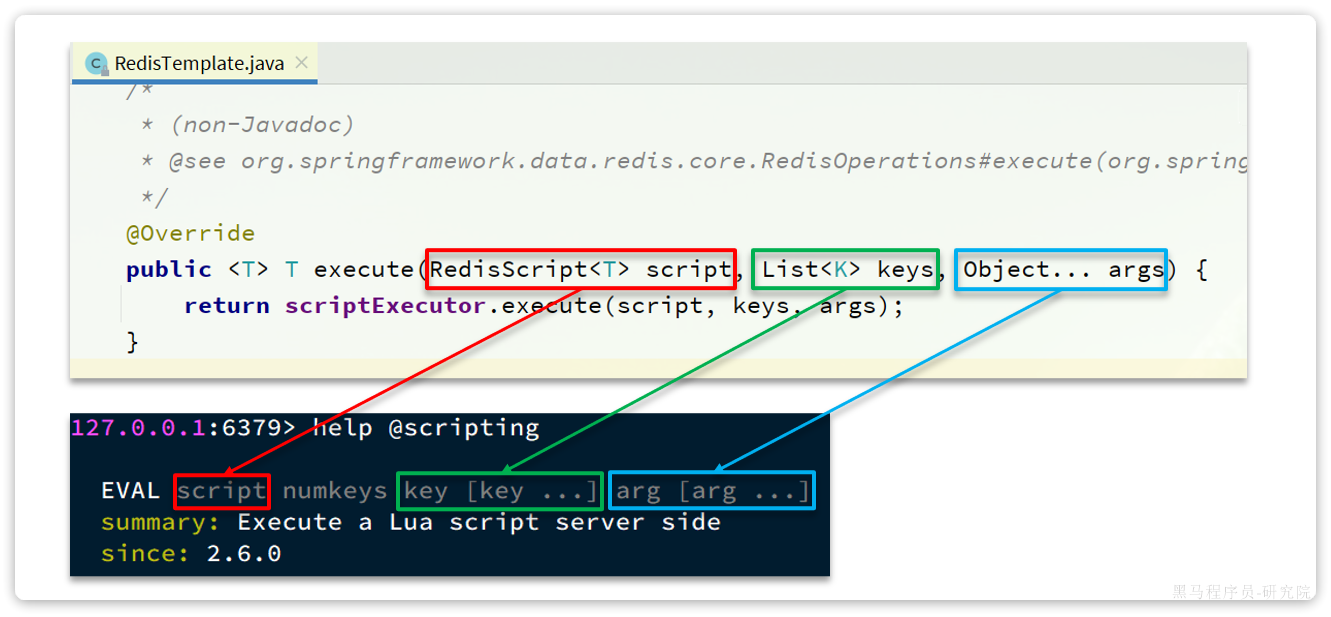 RedisTemplate.java
/*
* (non-Javadoc)
* @see org.springframework.data.redis.core.RedisOperations#execute(org.spring
*/
@Override
public <T> T execute(RedisScript<T> script, List<K> keys, Object... args) {
return scriptExecutor.execute(script, keys, args);
}
127.0.0.1:6379> help @scripting
EVAL script numkeys key [key ...] arg [arg ...]
summary: Execute a Lua script server side
since: 2.6.0
黑马程序员-研究院